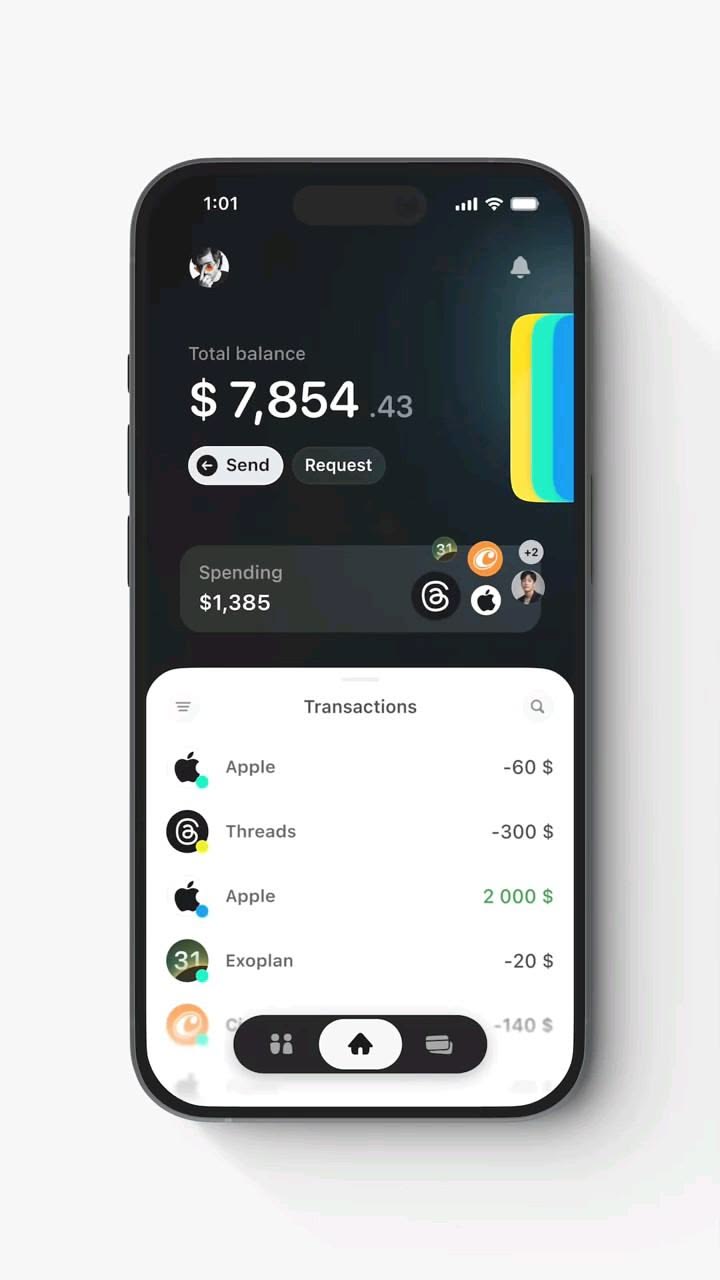 1:01
Total balance
$ 7,854 .43
Send
Request
31
+2
Spending
$1,385
Transactions
Apple
-60 $
Threads
-300 $
Apple
2 000 $
31
Exoplan
-20 $
-140 $